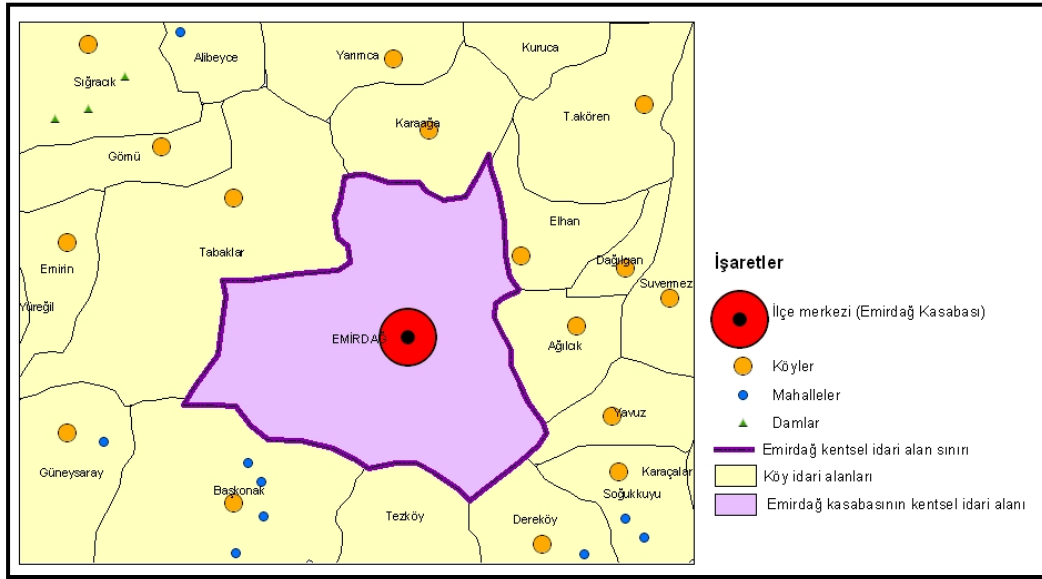 Kuruca
Yarımca
Alibeyce
Sığracık
T.akören
Karaağa
Gömü
Elhan
Tabaklar
Dağılgan
Emirin
Suvermez
Yüreğil
EMİRDAĞ
Ağılcık
Yavuz
Güneysaray
Karaçalar
Başkonak
Soğukkuyu
Tezköy
Dereköy
İşaretler
İlçe merkezi (Emirdağ Kasabası)
Köyler
Mahalleler
Damlar
Emirdağ kentsel idari alan sınırı
Köy idari alanları
Emirdağ kasabasının kentsel idari alanı